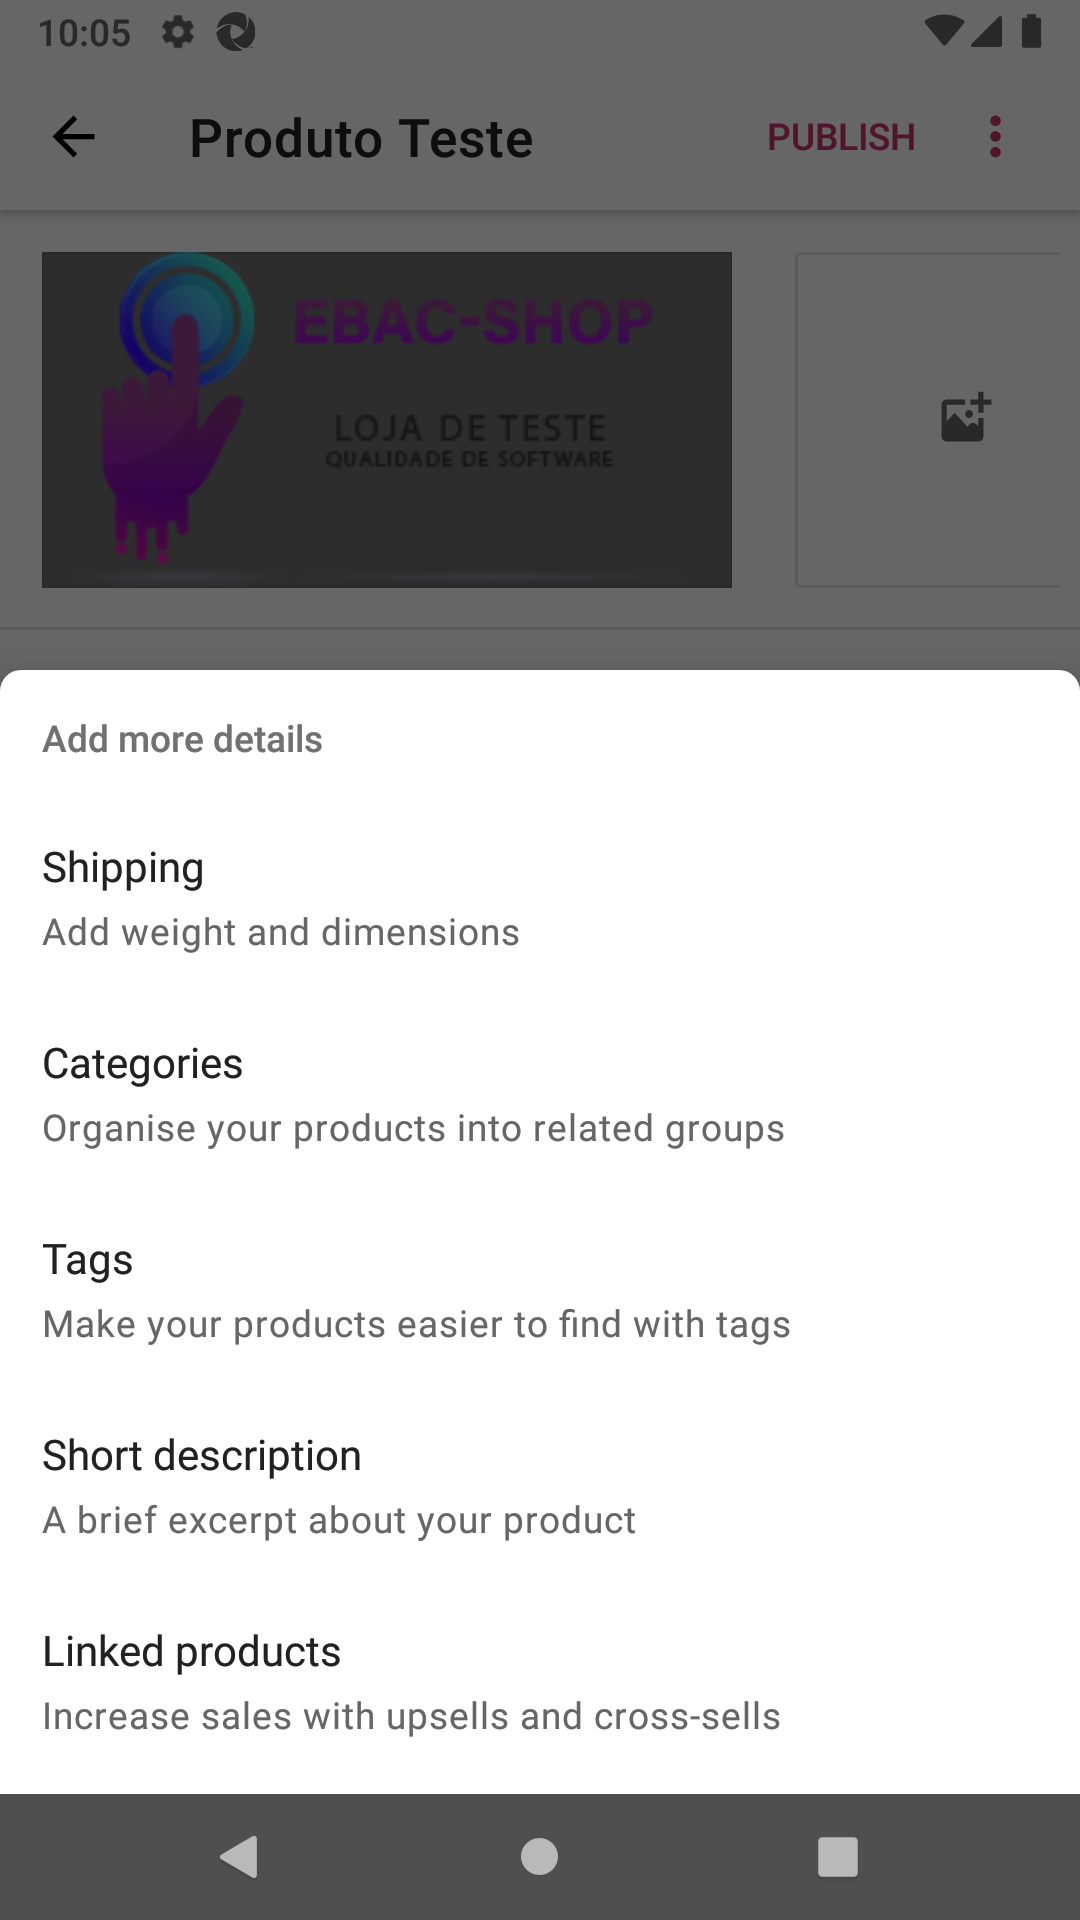 10:05
Produto Teste
PUBLISH
EBAC-SHOP
LOJA DE TESTE
QUALIDADE DE SOFTWARE
Add more details
Shipping
Add weight and dimensions
Categories
Organise your products into related groups
Tags
Make your products easier to find with tags
Short description
A brief excerpt about your product
Linked products
Increase sales with upsells and cross-sells